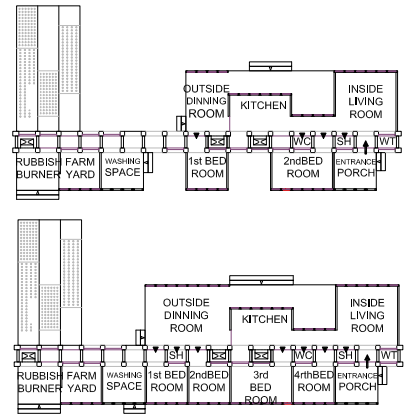 OUTSIDE
DINNING
ROOM
KITCHEN
INSIDE
LIVING
ROOM
WC
SH
WT
RUBBISH
BURNER
FARM
YARD
WASHING
SPACE
1st BED
ROOM
2ndBED
ROOM
ENTRANCE
PORCH
OUTSIDE
DINNING
ROOM
KITCHEN
INSIDE
LIVING
ROOM
SH
WC
SH
WT
RUBBISH
BURNER
FARM
YARD
WASHING
SPACE
1st BED
ROOM
2ndBED
ROOM
3rd
BED
ROOM
4rthBED
ROOM
ENTRANCE
PORCH